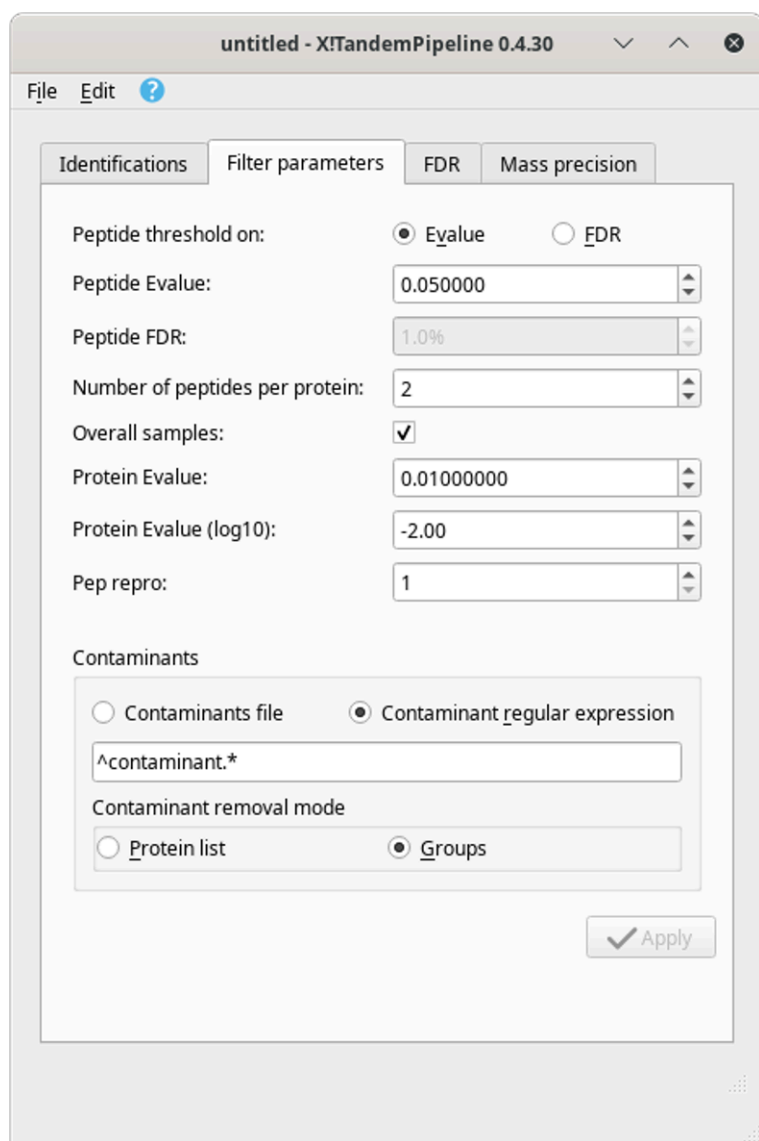 untitled - X!TandemPipeline 0.4.30
File Edit ?
Identifications Filter parameters FDR Mass precision
Peptide threshold on: Evalue FDR
Peptide Evalue: 0.050000
Peptide FDR: 1.0%
Number of peptides per protein: 2
Overall samples:
Protein Evalue: 0.01000000
Protein Evalue (log10): -2.00
Pep repro: 1
Contaminants
Contaminants file Contaminant regular expression
^contaminant.*
Contaminant removal mode
Protein list Groups
Apply